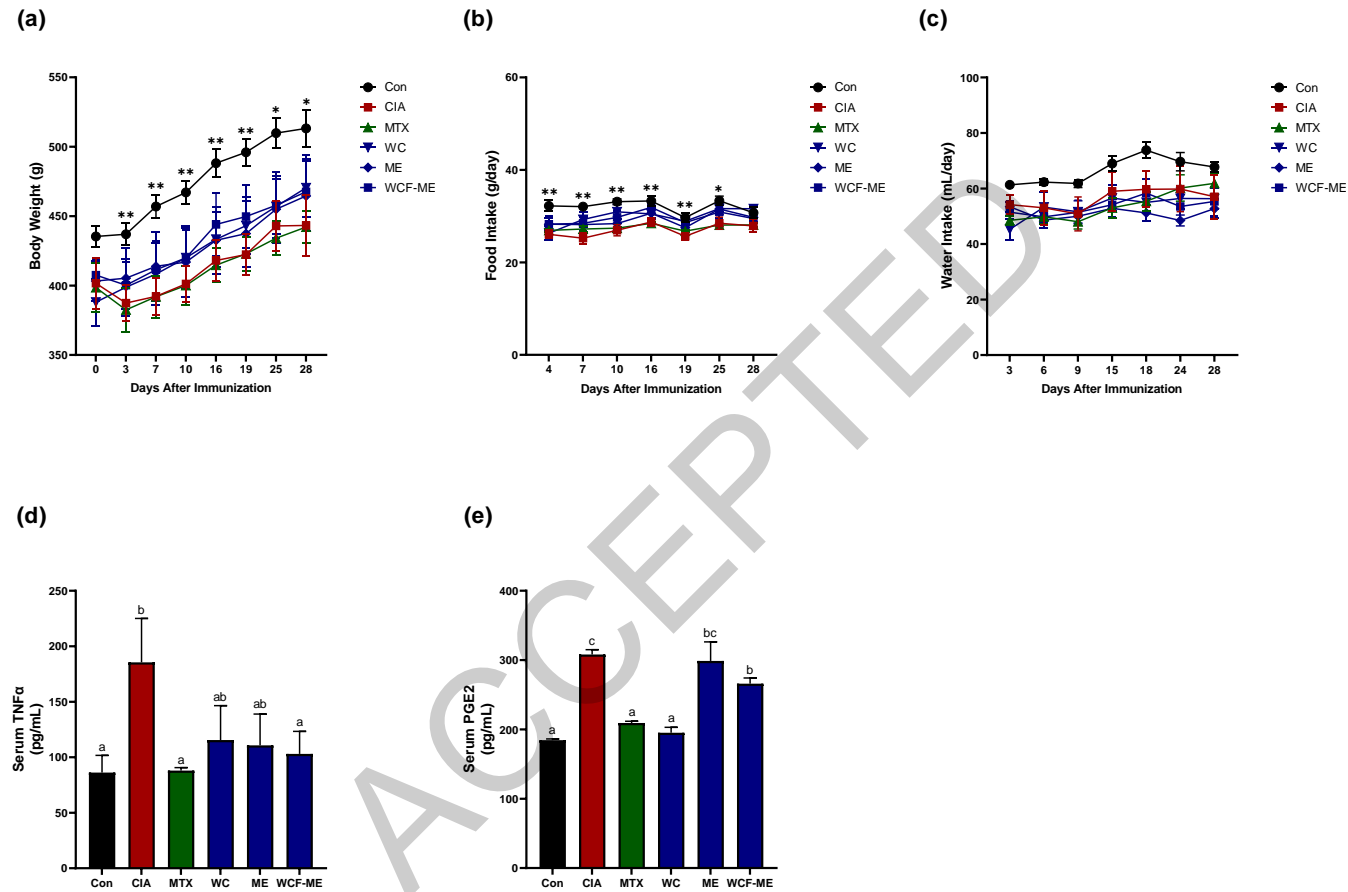 (a)
(b)
(c)
Body Weight (g)
550
500
450
400
350
** ** ** ** ** * *
0 3 7 10 16 19 25 28
Days After Immunization
Con
CIA
MTX
WC
ME
WCF-ME
Food Intake (g/day)
60
40
20
0
** ** ** ** ** *
4 7 10 16 19 25 28
Days After Immunization
Con
CIA
MTX
WC
ME
WCF-ME
Water Intake (mL/day)
100
80
60
40
20
0
3 6 9 15 18 24 28
Days After Immunization
Con
CIA
MTX
WC
ME
WCF-ME
(d)
(e)
Serum TNFα
(pg/mL)
250
200
150
100
50
0
a b a ab ab a
Con CIA MTX WC ME WCF-ME
Serum PGE2
(pg/mL)
400
300
200
100
0
a c a a bc b
Con CIA MTX WC ME WCF-ME
ACCEPTED